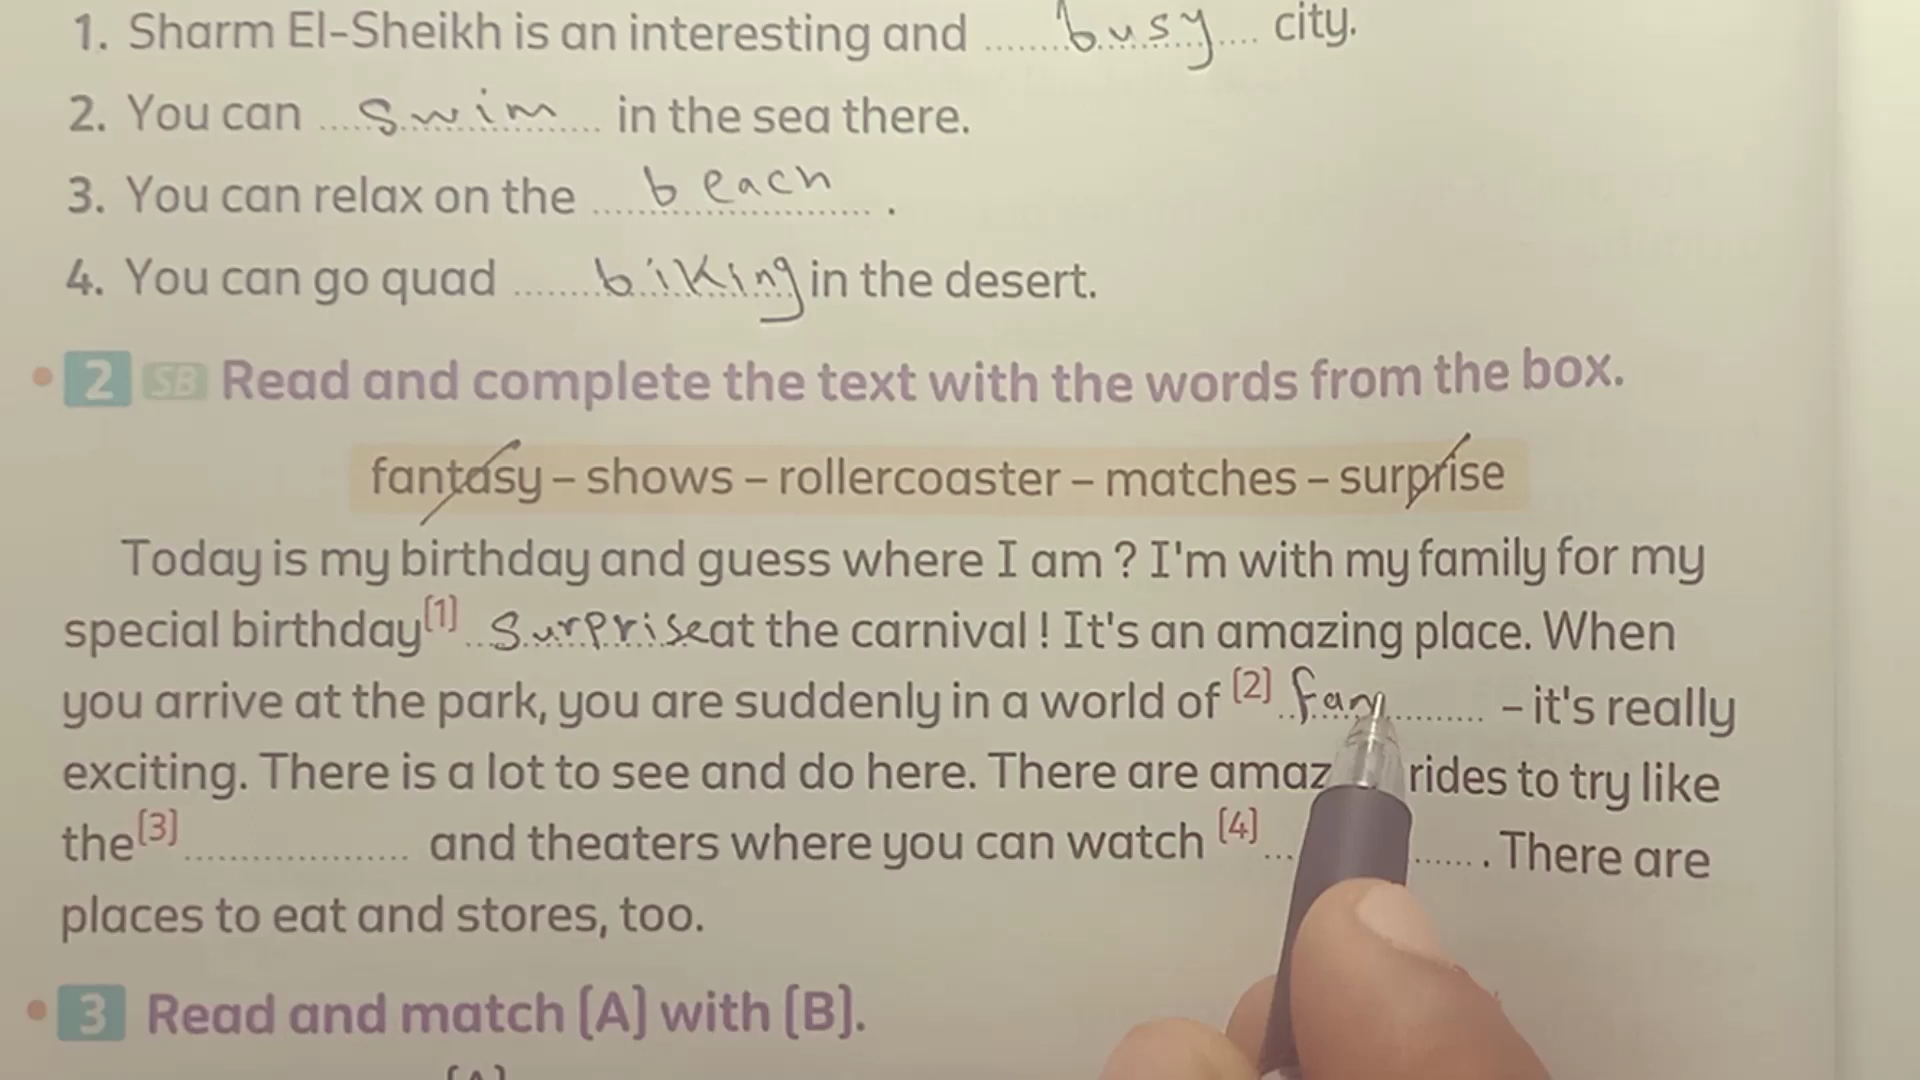 1. Sharm El-Sheikh is an interesting and busy city.
2. You can swim in the sea there.
3. You can relax on the beach.
4. You can go quad biking in the desert.
2 SB Read and complete the text with the words from the box.
fantasy – shows – rollercoaster – matches – surprise
Today is my birthday and guess where I am ? I'm with my family for my
special birthday [1] surprise at the carnival ! It's an amazing place. When
you arrive at the park, you are suddenly in a world of [2] fan – it's really
exciting. There is a lot to see and do here. There are amaz rides to try like
the [3] and theaters where you can watch [4] . There are
places to eat and stores, too.
3 Read and match [A] with [B].